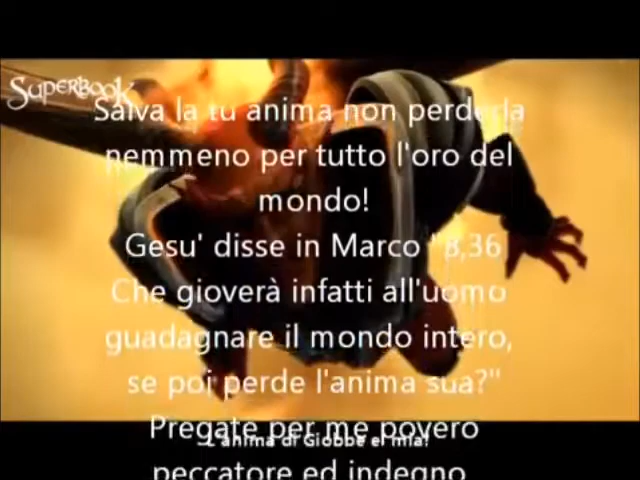 SUPERBOOK
Salva la tu anima non perderla
nemmeno per tutto l'oro del
mondo!
Gesu' disse in Marco "8,36
Che gioverà infatti all'uomo
guadagnare il mondo intero,
se poi perde l'anima sua?"
Pregate per me povero
L'anima di Giobbe e' mia!
peccatore ed indegno